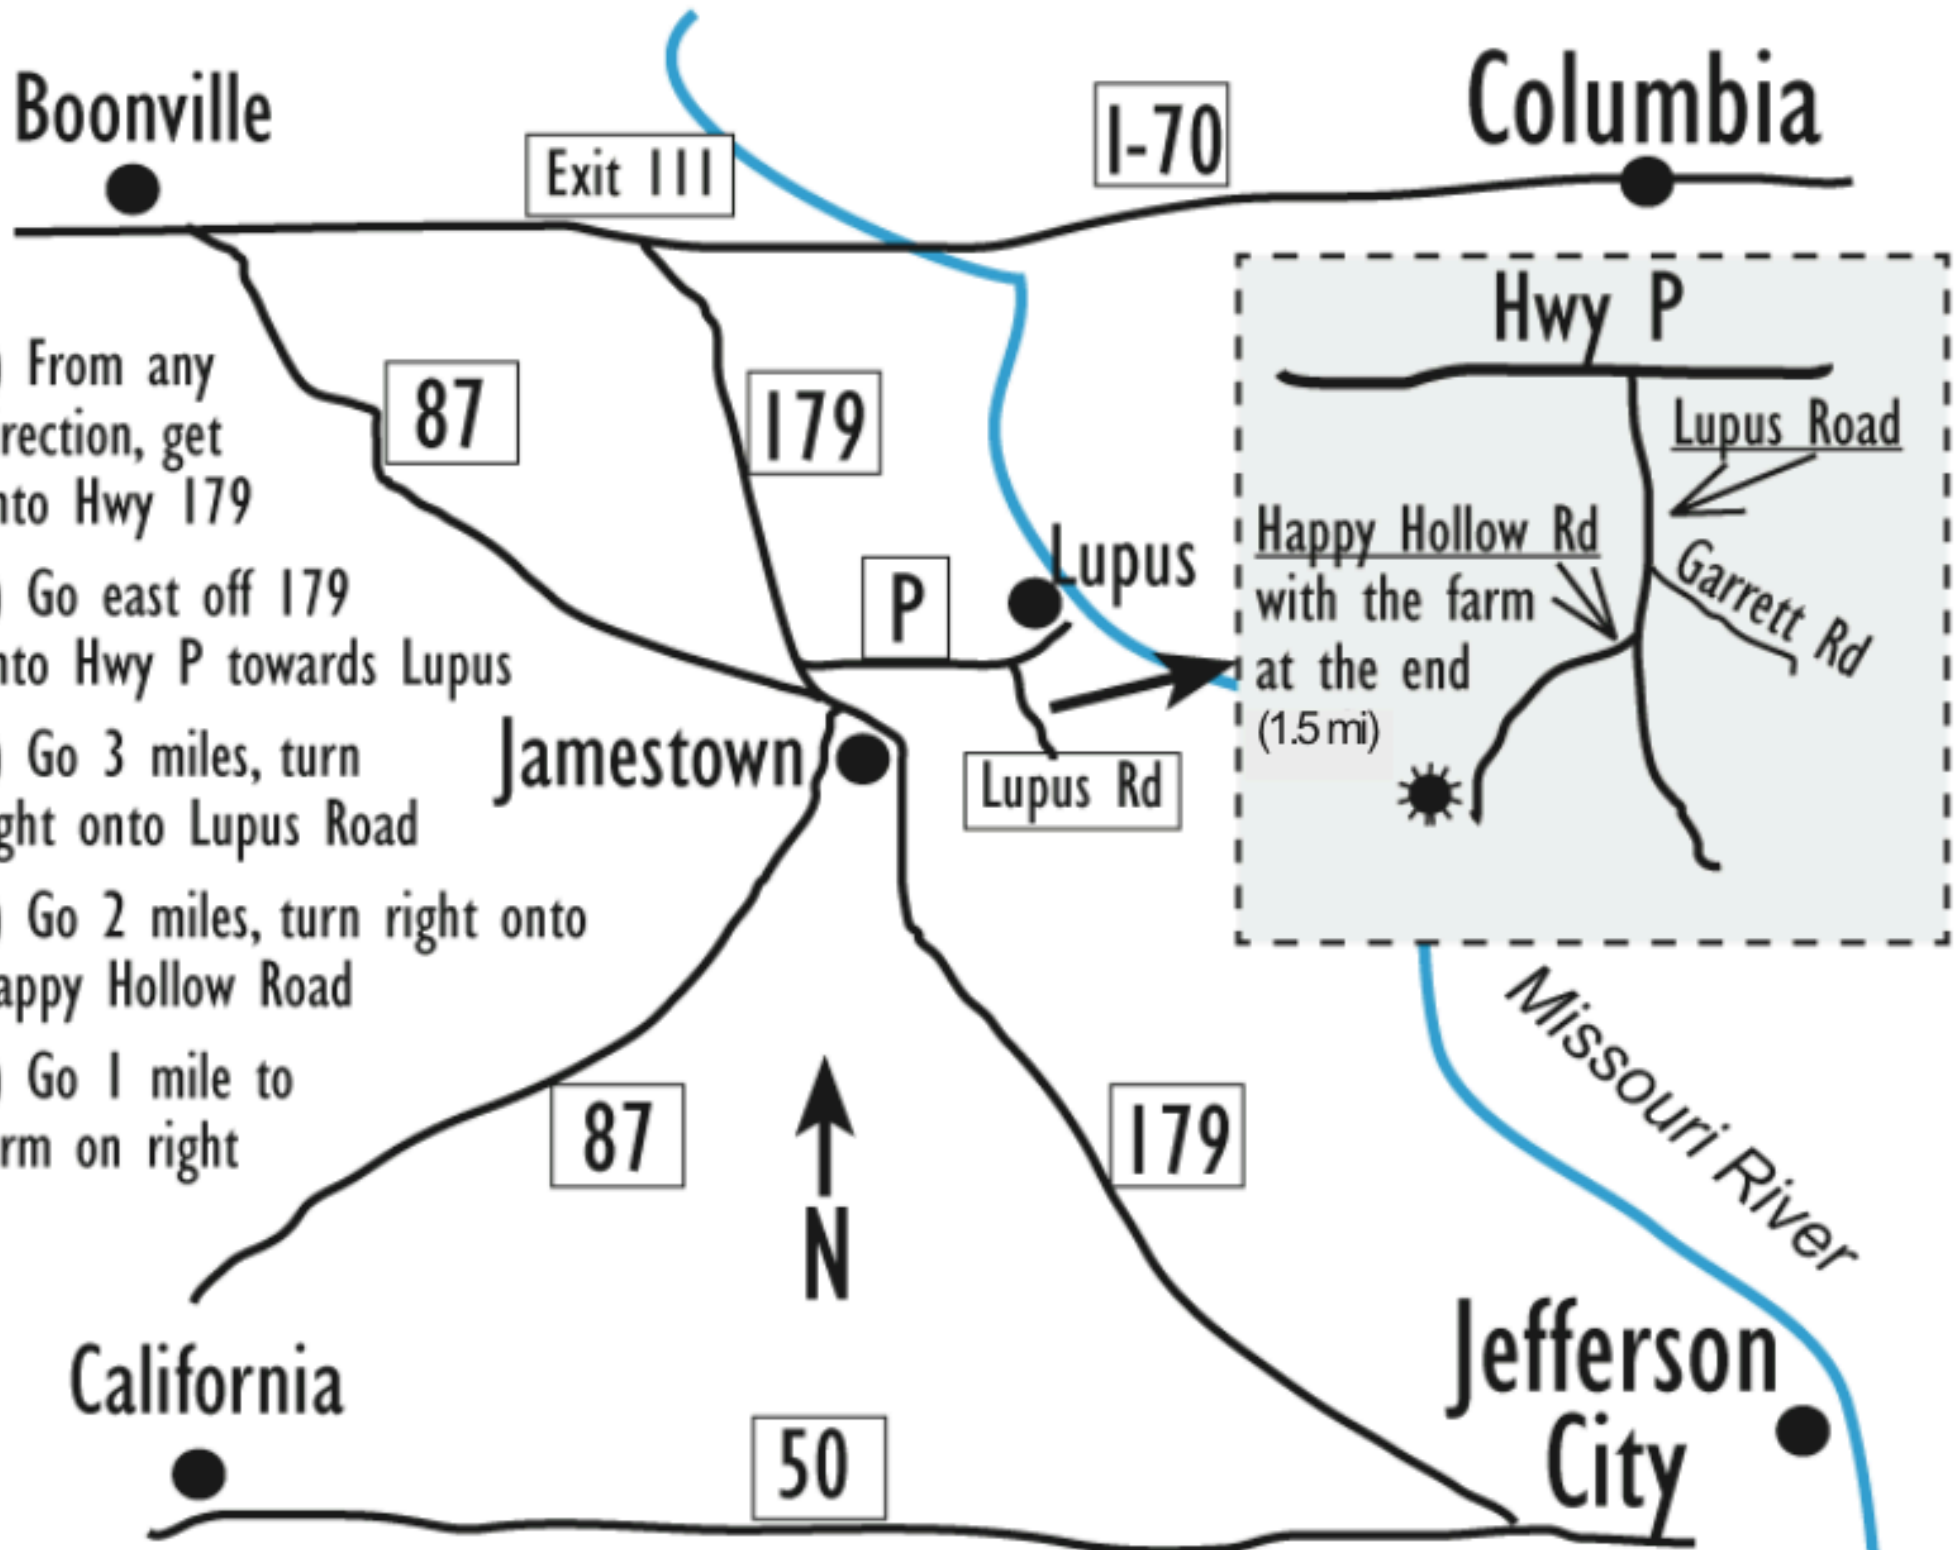 Boonville
Exit 111
I-70
Columbia
87
179
P
Lupus
Jamestown
Lupus Rd
) From any
rection, get
nto Hwy 179
) Go east off 179
nto Hwy P towards Lupus
) Go 3 miles, turn
ght onto Lupus Road
) Go 2 miles, turn right onto
appy Hollow Road
) Go 1 mile to
rm on right
Hwy P
Lupus Road
Happy Hollow Rd
with the farm
at the end
(1.5 mi)
Garrett Rd
87
N
179
Missouri River
California
50
Jefferson
City